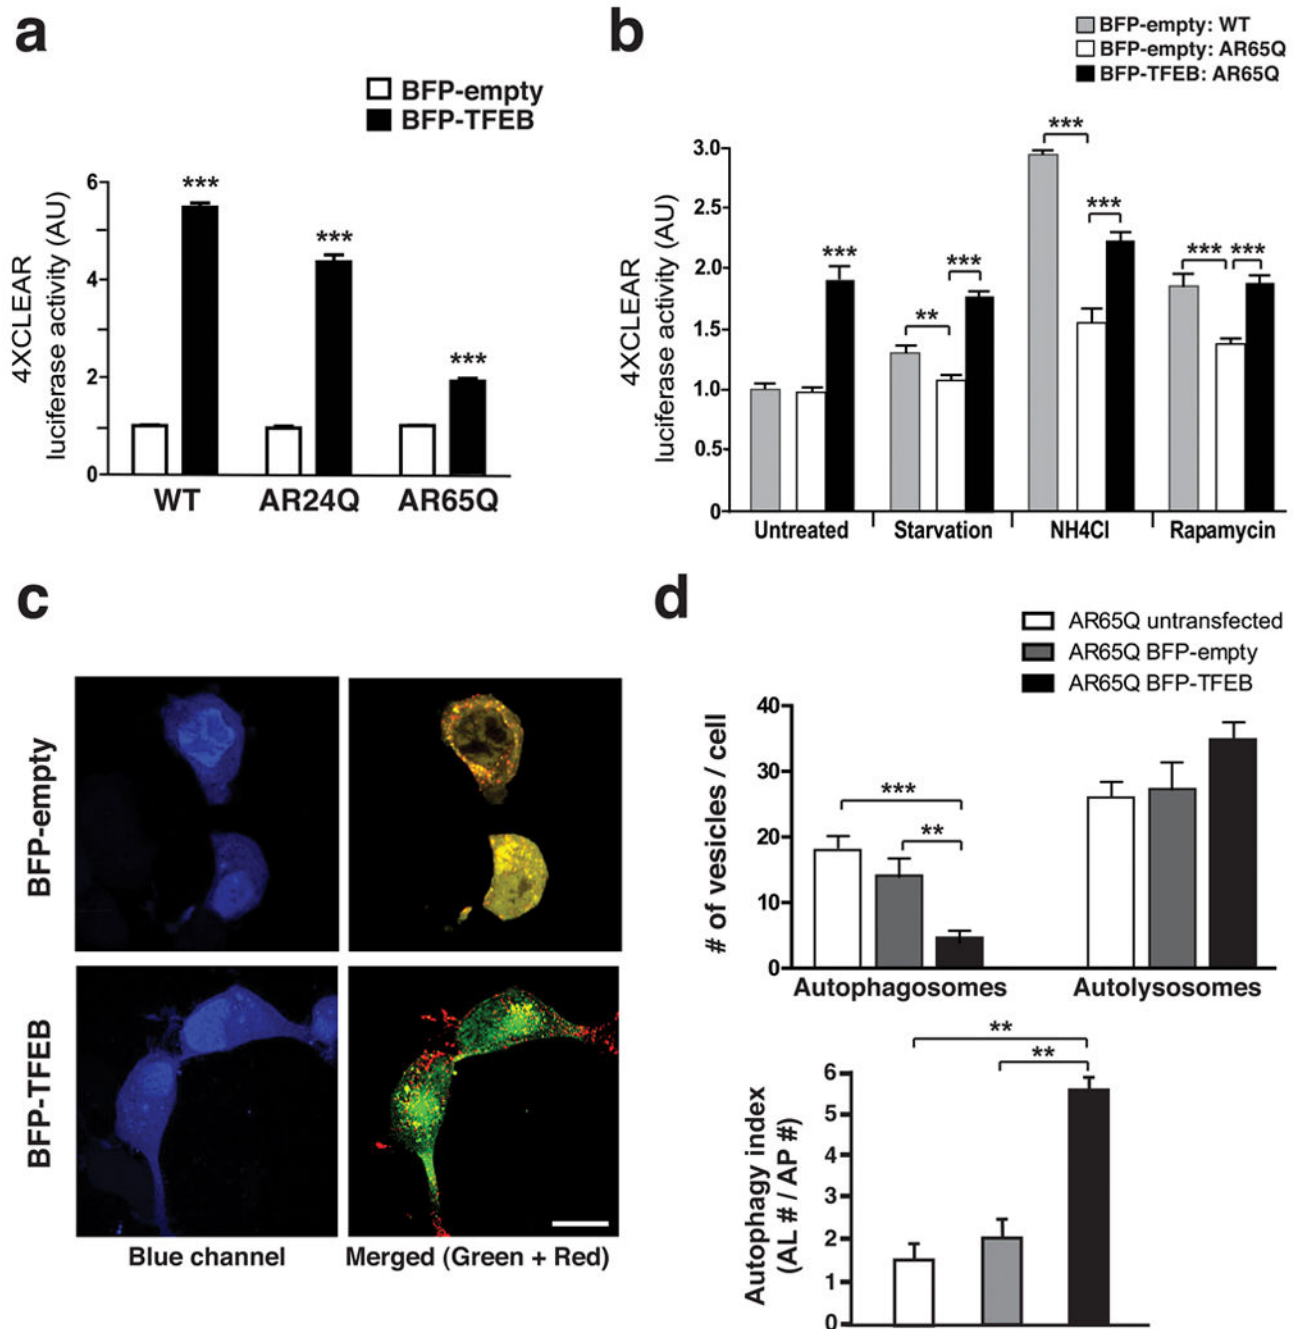 a
BFP-empty
BFP-TFEB
4XCLEAR
luciferase activity (AU)
6
4
2
0
***
***
***
WT
AR24Q
AR65Q
b
BFP-empty: WT
BFP-empty: AR65Q
BFP-TFEB: AR65Q
4XCLEAR
luciferase activity (AU)
3.0
2.5
2.0
1.5
1.0
0.5
0
***
**
***
***
***
***
***
Untreated
Starvation
NH4Cl
Rapamycin
c
BFP-empty
BFP-TFEB
Blue channel
Merged (Green + Red)
d
AR65Q untransfected
AR65Q BFP-empty
AR65Q BFP-TFEB
# of vesicles / cell
40
30
20
10
0
***
**
Autophagosomes
Autolysosomes
Autophagy index
(AL # / AP #)
6
5
4
3
2
1
0
**
**